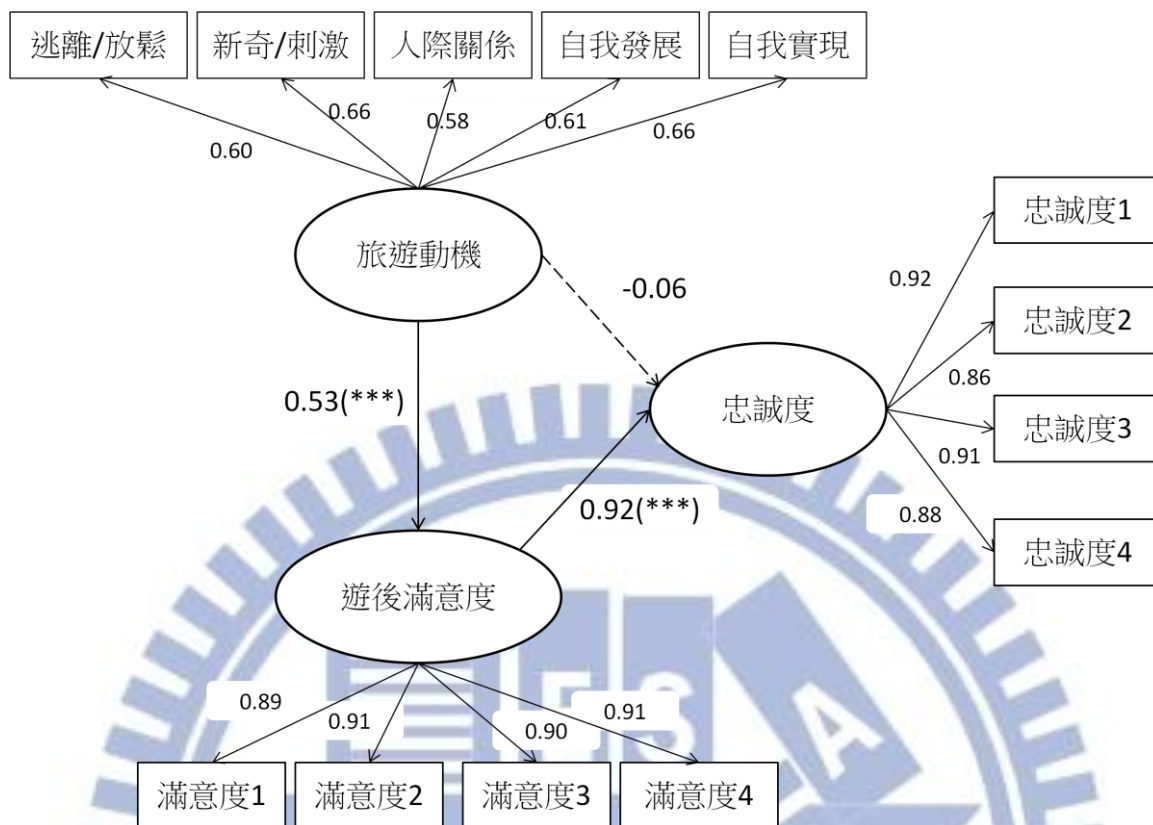 逃離/放鬆
新奇/刺激
人際關係
自我發展
自我實現
0.60
0.66
0.58
0.61
0.66
旅遊動機
-0.06
忠誠度1
0.92
忠誠度2
0.86
忠誠度3
0.91
0.88
忠誠度4
忠誠度
0.53(***)
0.92(***)
遊後滿意度
0.89
0.91
0.90
0.91
滿意度1
滿意度2
滿意度3
滿意度4
ES
A